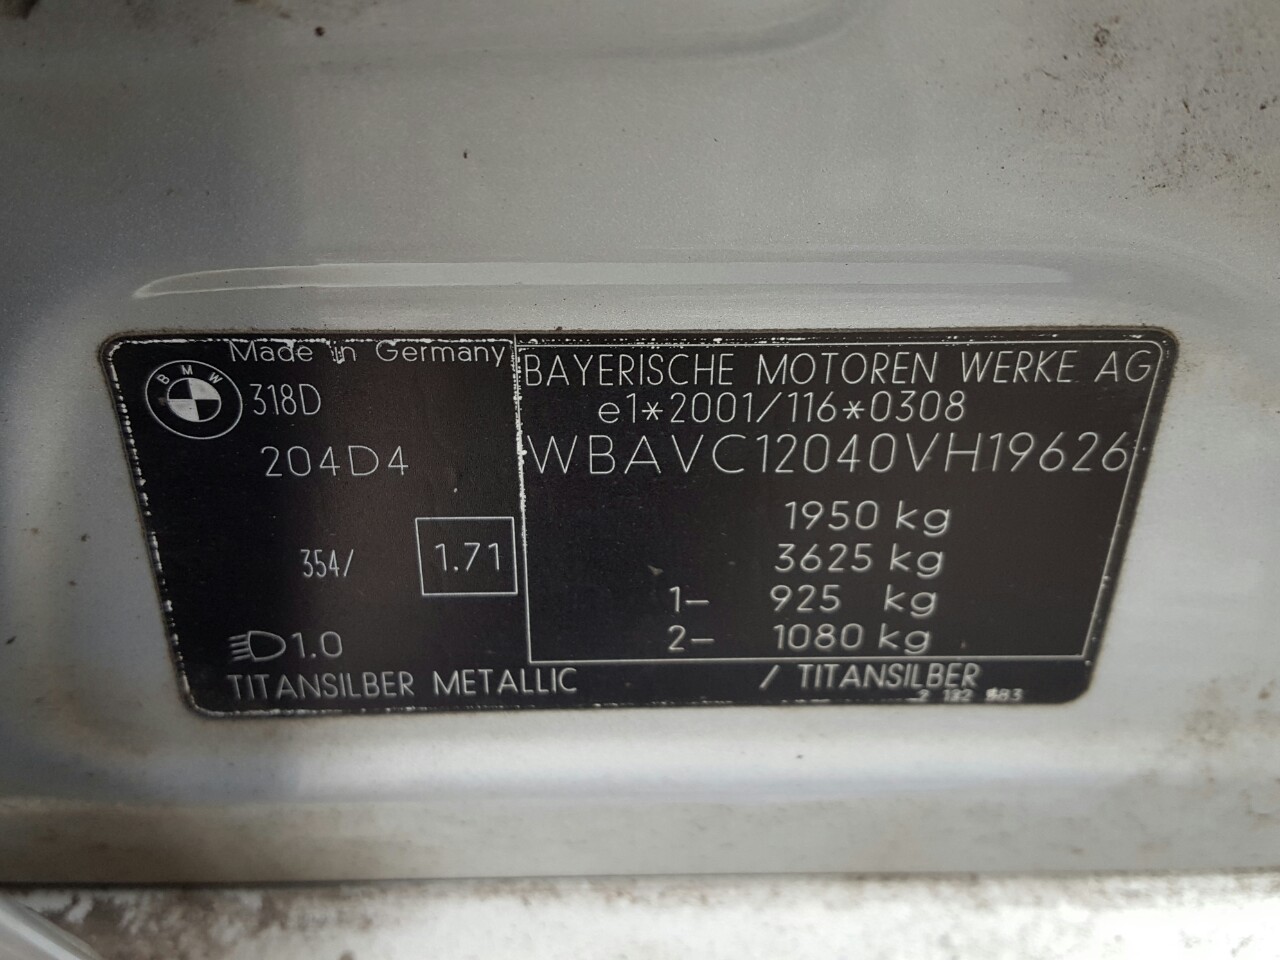 Made in Germany
BMW
318D
204D4
354/
1.71
1.0
BAYERISCHE MOTOREN WERKE AG
e1*2001/116*0308
WBAVC12040VH19626
1950 kg
3625 kg
1- 925 kg
2- 1080 kg
TITANSILBER METALLIC / TITANSILBER